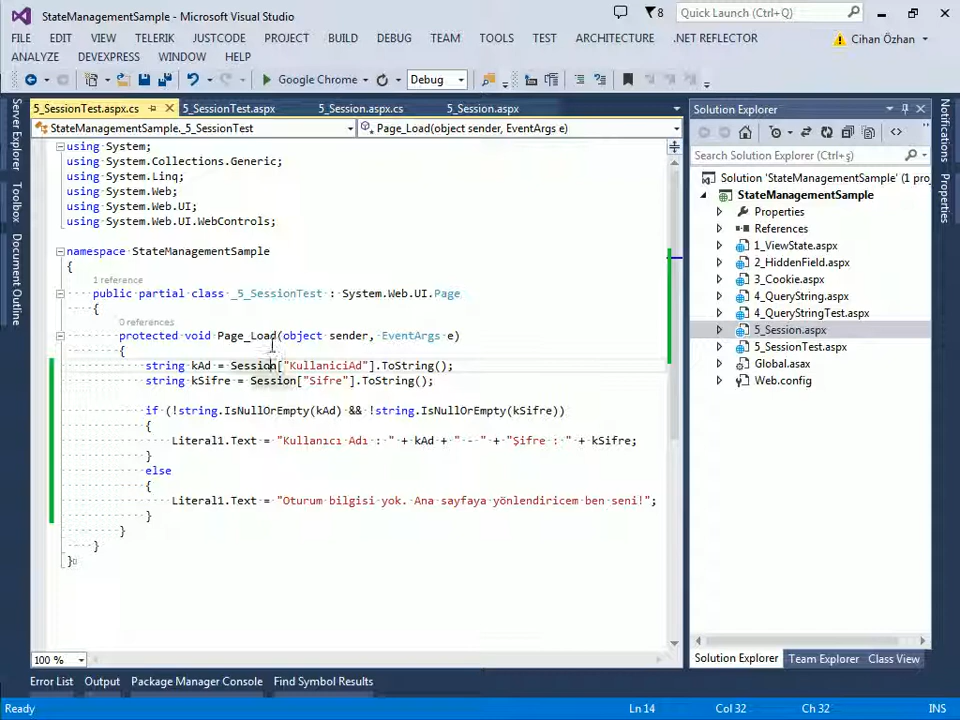 StateManagementSample - Microsoft Visual Studio
8
Quick Launch (Ctrl+Q)
FILE EDIT VIEW TELERIK JUSTCODE PROJECT BUILD DEBUG TEAM TOOLS TEST ARCHITECTURE .NET REFLECTOR
Cihan Özhan
ANALYZE DEVEXPRESS WINDOW HELP
Google Chrome Debug
5_SessionTest.aspx.cs 5_SessionTest.aspx 5_Session.aspx.cs 5_Session.aspx
StateManagementSample._5_SessionTest Page_Load(object sender, EventArgs e)
using System;
using System.Collections.Generic;
using System.Linq;
using System.Web;
using System.Web.UI;
using System.Web.UI.WebControls;
namespace StateManagementSample
{
1 reference
public partial class _5_SessionTest : System.Web.UI.Page
{
0 references
protected void Page_Load(object sender, EventArgs e)
{
string kAd = Session["KullaniciAd"].ToString();
string kSifre = Session["Sifre"].ToString();
if (!string.IsNullOrEmpty(kAd) && !string.IsNullOrEmpty(kSifre))
{
Literal1.Text = "Kullanıcı Adı : " + kAd + " - " + "Şifre : " + kSifre;
}
else
{
Literal1.Text = "Oturum bilgisi yok. Ana sayfaya yönlendiricem ben seni!";
}
}
}
}
100 %
Server Explorer
Toolbox
Document Outline
Solution Explorer
Search Solution Explorer (Ctrl+ş)
Solution 'StateManagementSample' (1 pro
StateManagementSample
Properties
References
1_ViewState.aspx
2_HiddenField.aspx
3_Cookie.aspx
4_QueryString.aspx
4_QueryStringTest.aspx
5_Session.aspx
5_SessionTest.aspx
Global.asax
Web.config
Solution Explorer Team Explorer Class View
Notifications
Properties
Error List Output Package Manager Console Find Symbol Results
Ready Ln 14 Col 32 Ch 32 INS